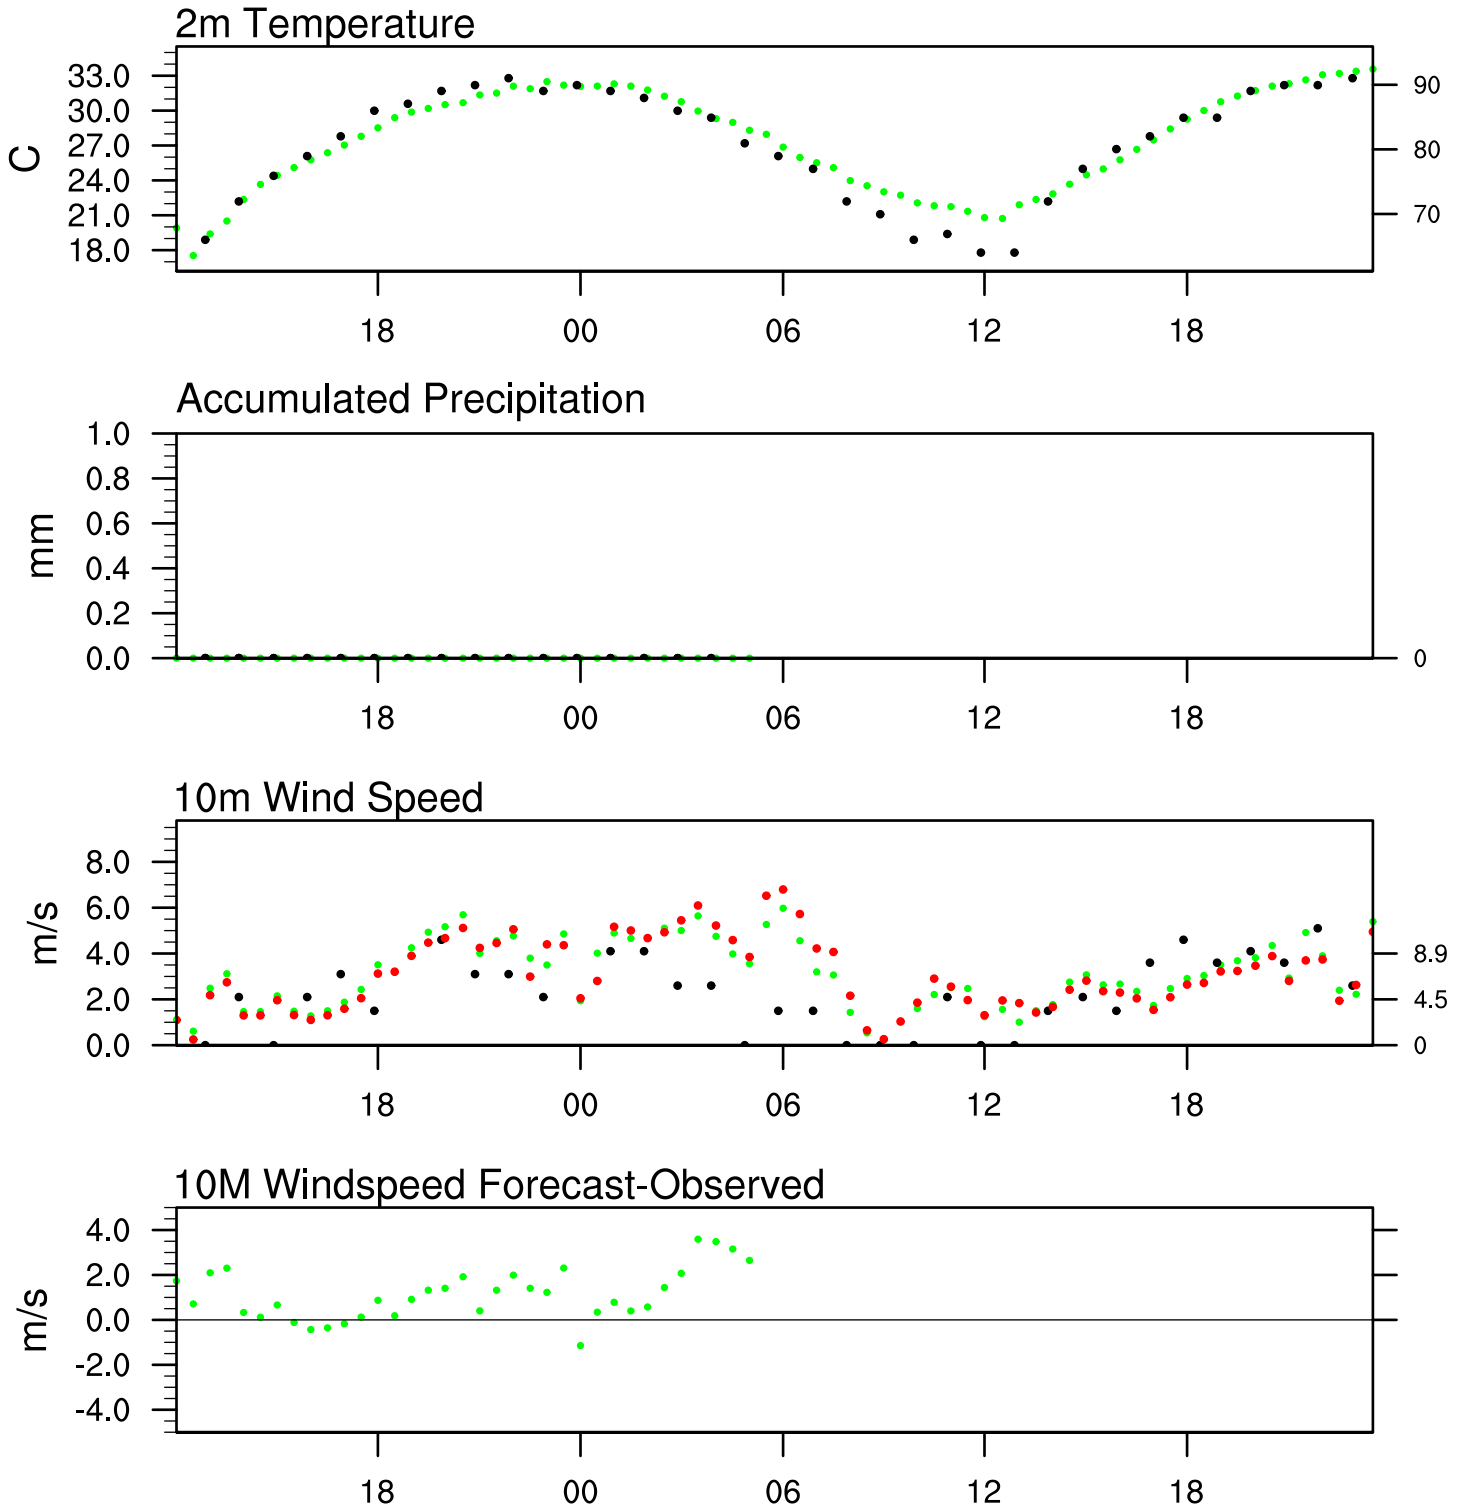 2m Temperature
33.0
30.0
27.0
24.0
21.0
18.0
C
90
80
70
18 00 06 12 18
Accumulated Precipitation
1.0
0.8
0.6
0.4
0.2
0.0
mm
0
18 00 06 12 18
10m Wind Speed
8.0
6.0
4.0
2.0
0.0
m/s
8.9
4.5
0
18 00 06 12 18
10M Windspeed Forecast-Observed
4.0
2.0
0.0
-2.0
-4.0
m/s
18 00 06 12 18